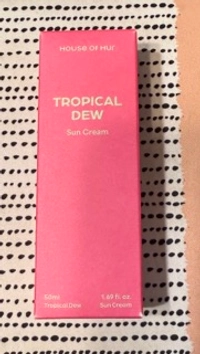 HOUSE OF HUR
TROPICAL
DEW
Sun Cream
50ml
Tropical Dew
1.69 fl. oz.
Sun Cream